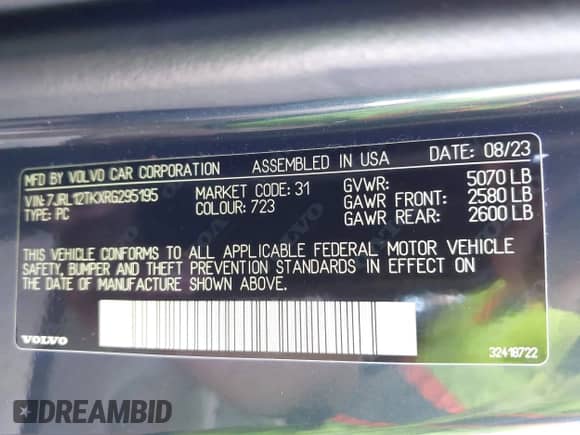 MFD BY VOLVO CAR CORPORATION ASSEMBLED IN USA DATE: 08/23
VIN: 7JRL12TKXRG295195 MARKET CODE: 31 GVWR: 5070 LB
TYPE: PC COLOUR: 723 GAWR FRONT: 2580 LB
GAWR REAR: 2600 LB
THIS VEHICLE CONFORMS TO ALL APPLICABLE FEDERAL MOTOR VEHICLE
SAFETY, BUMPER AND THEFT PREVENTION STANDARDS IN EFFECT ON
THE DATE OF MANUFACTURE SHOWN ABOVE.
VOLVO 32418722
DREAMBID